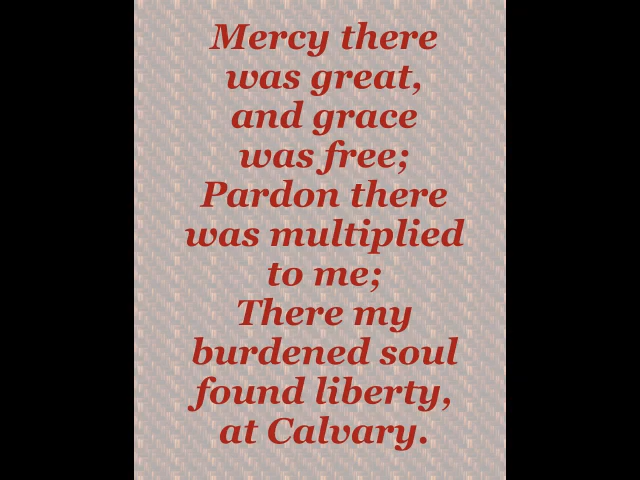 Mercy there
was great,
and grace
was free;
Pardon there
was multiplied
to me;
There my
burdened soul
found liberty,
at Calvary.